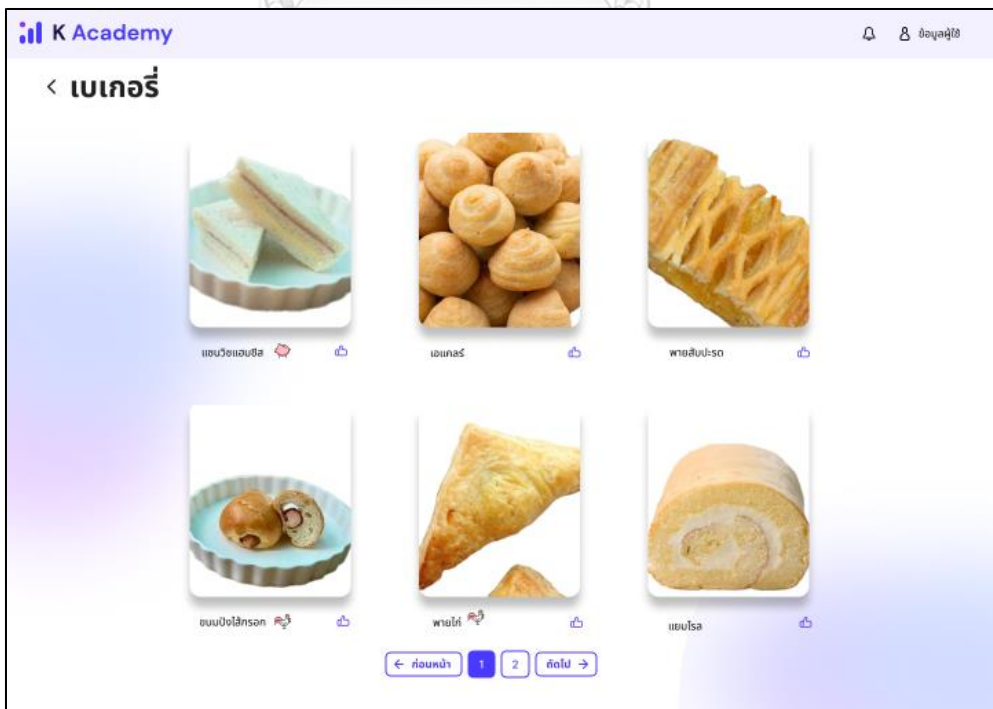 K Academy
ข้อมูลผู้ใช้
< เบเกอรี่
แซนวิชแฮมชีส
เอแคลร์
พายสับปะรด
ขนมปังไส้กรอก
พายไก่
แยมโรล
← ก่อนหน้า 1 2 ถัดไป →